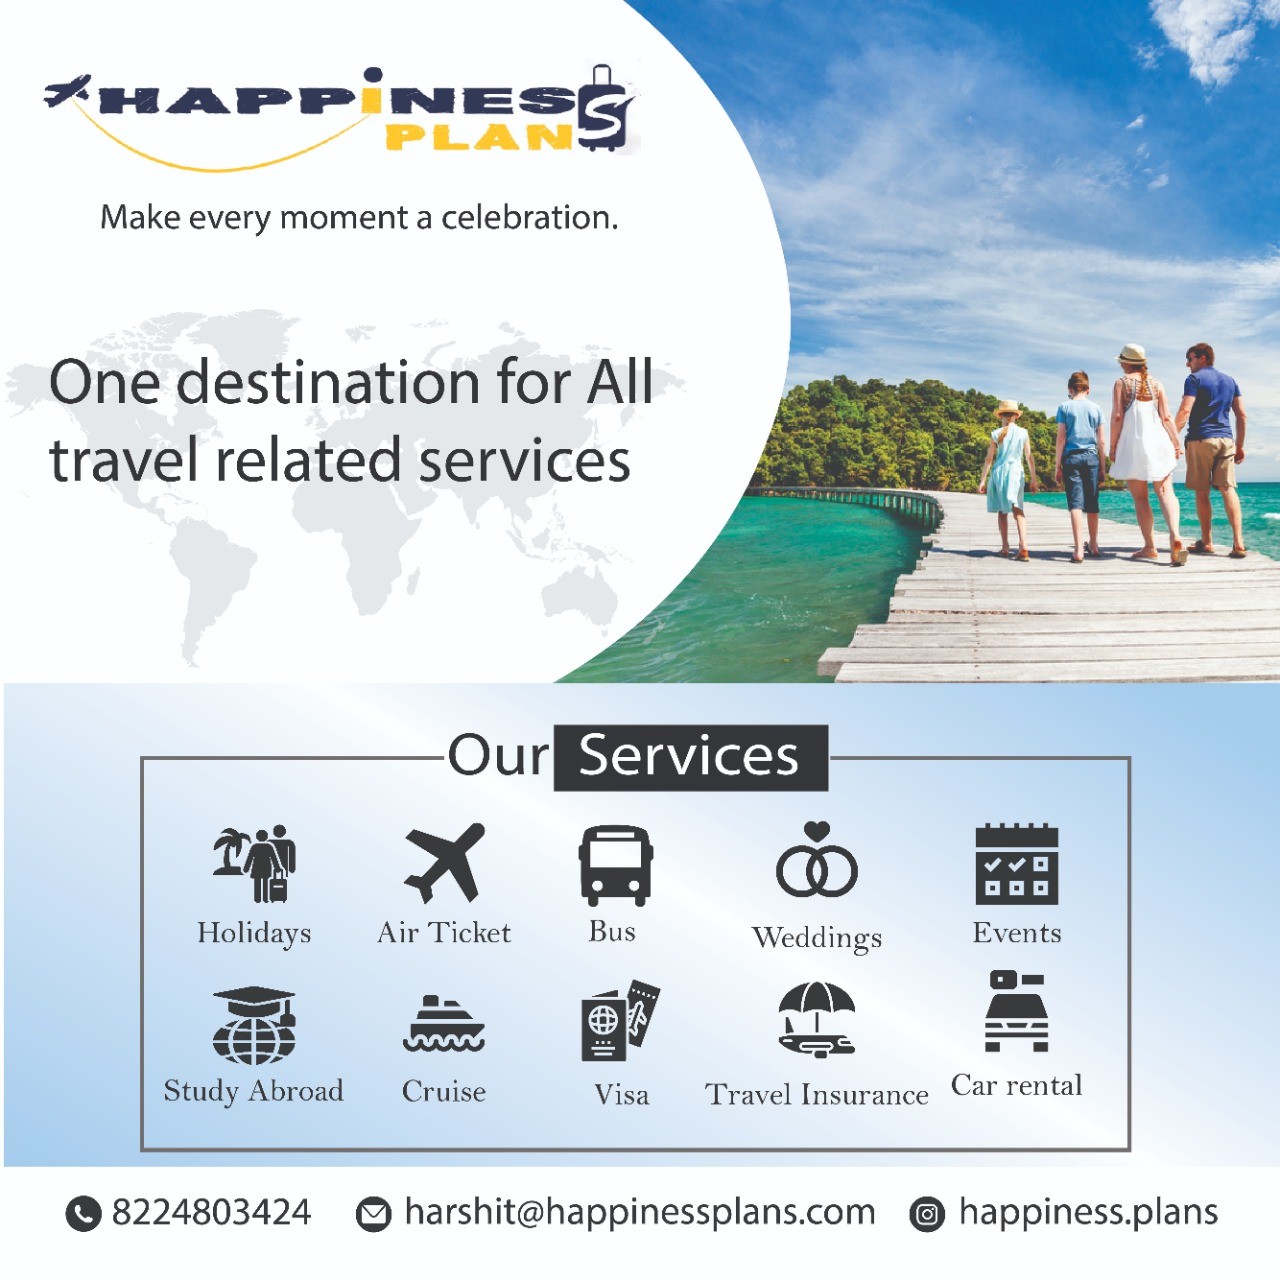 HAPPiNESS
PLANS
Make every moment a celebration.
One destination for All
travel related services
Our Services
Holidays
Air Ticket
Bus
Weddings
Events
Study Abroad
Cruise
Visa
Travel Insurance
Car rental
8224803424
harshit@happinessplans.com
happiness.plans